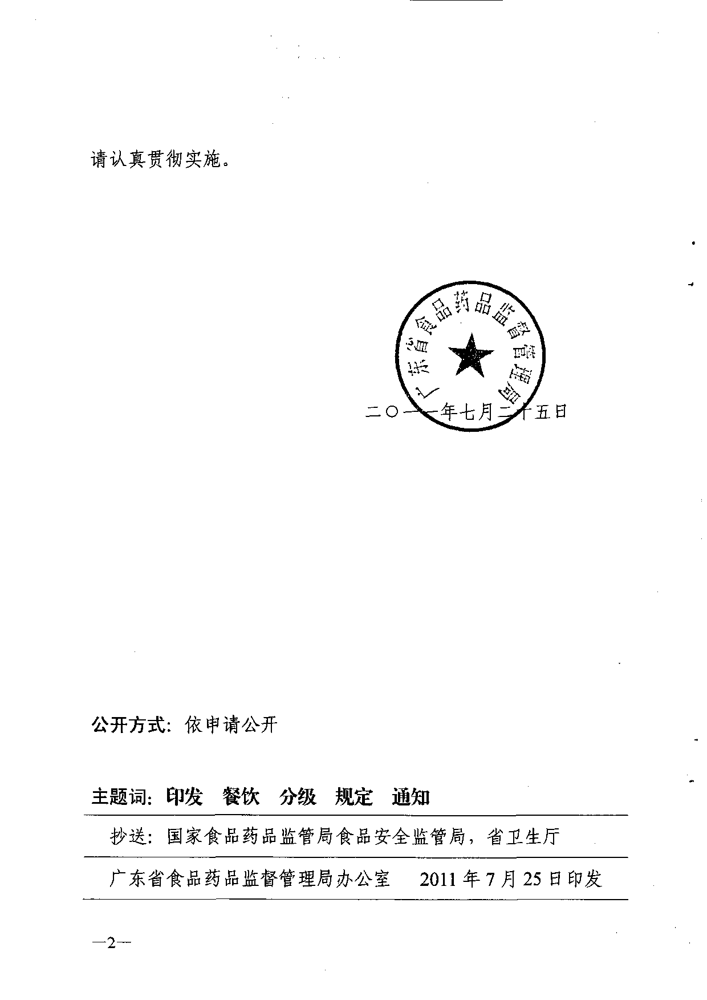 请认真贯彻实施。
广东省食品药品监督管理局
二〇一一年七月二十五日
公开方式：依申请公开
主题词：印发 餐饮 分级 规定 通知
抄送：国家食品药品监管局食品安全监管局，省卫生厅
广东省食品药品监督管理局办公室 2011年7月25日印发
—2—